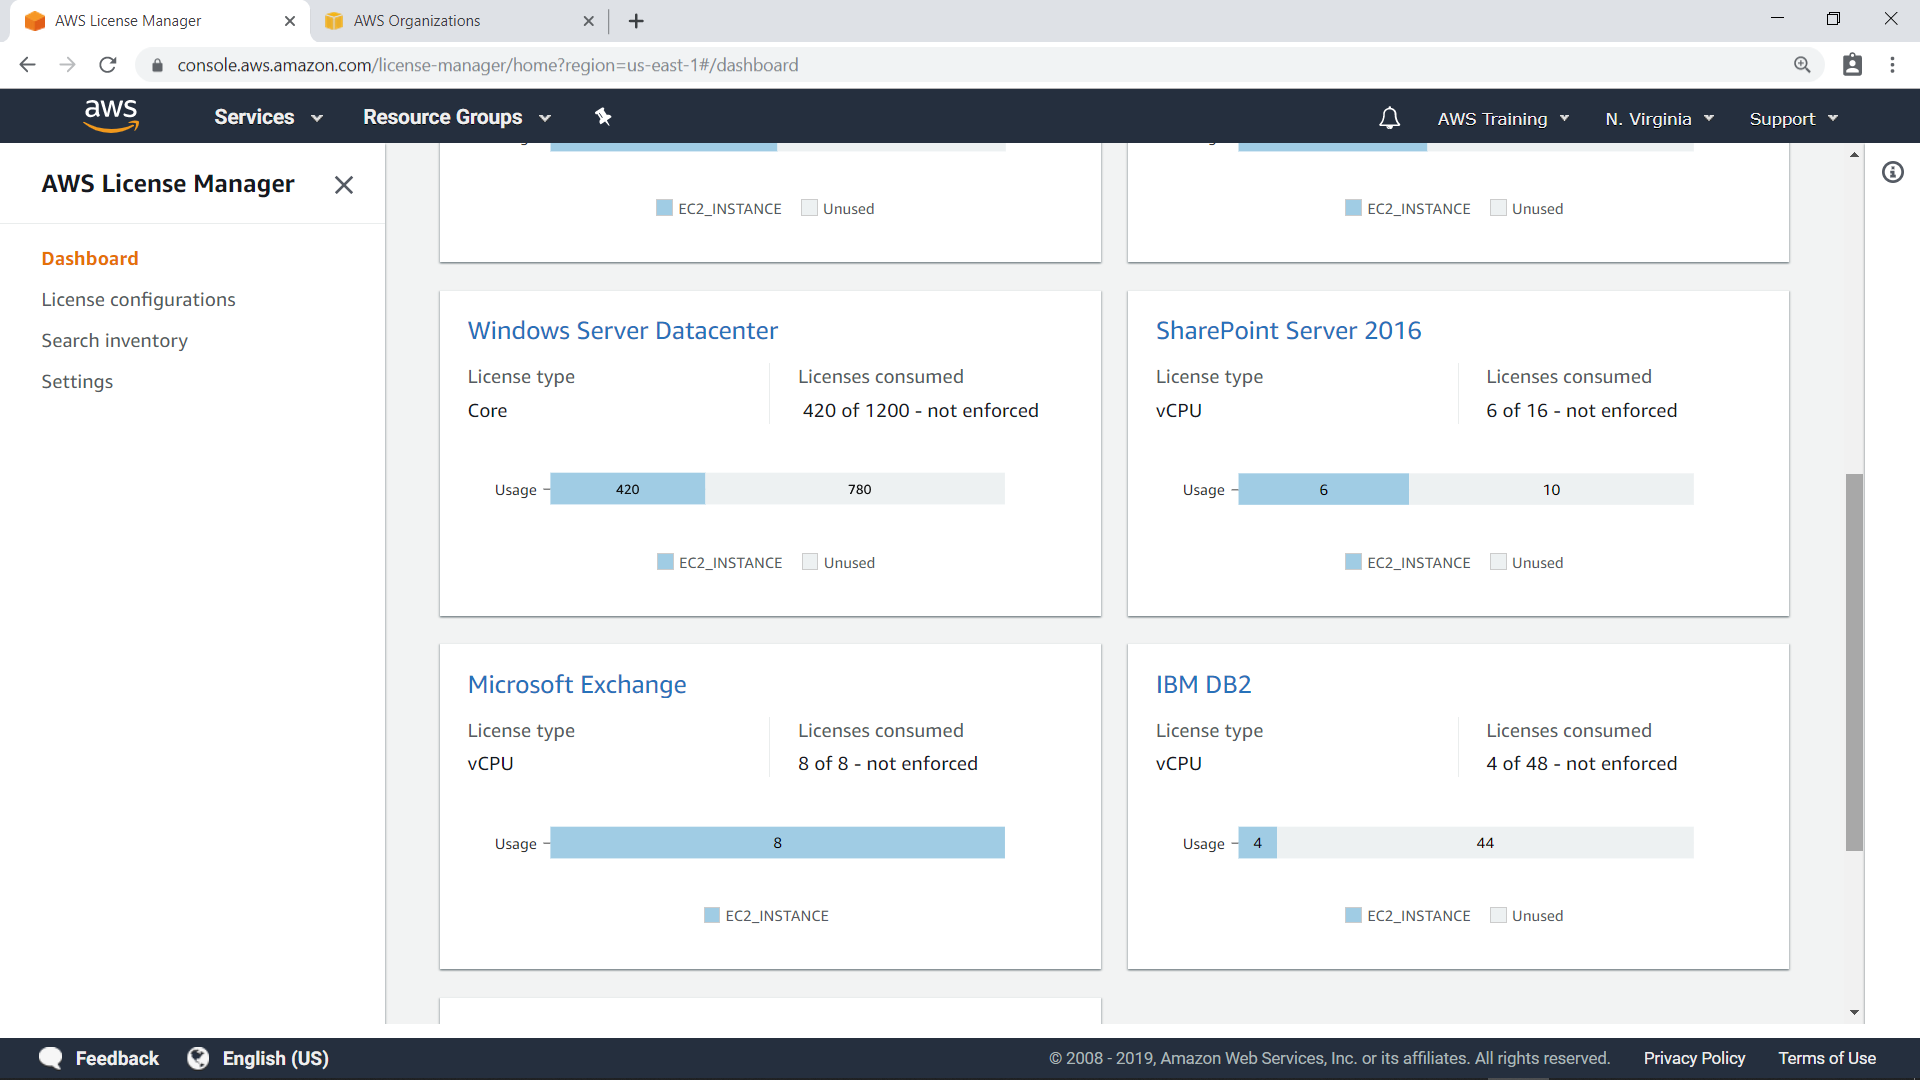 AWS License Manager
AWS Organizations
console.aws.amazon.com/license-manager/home?region=us-east-1#/dashboard
aws
Services
Resource Groups
AWS Training
N. Virginia
Support
AWS License Manager
Dashboard
License configurations
Search inventory
Settings
EC2_INSTANCE
Unused
EC2_INSTANCE
Unused
Windows Server Datacenter
License type
Core
Licenses consumed
420 of 1200 - not enforced
Usage
420
780
EC2_INSTANCE
Unused
SharePoint Server 2016
License type
vCPU
Licenses consumed
6 of 16 - not enforced
Usage
6
10
EC2_INSTANCE
Unused
Microsoft Exchange
License type
vCPU
Licenses consumed
8 of 8 - not enforced
Usage
8
EC2_INSTANCE
IBM DB2
License type
vCPU
Licenses consumed
4 of 48 - not enforced
Usage
4
44
EC2_INSTANCE
Unused
Feedback
English (US)
© 2008 - 2019, Amazon Web Services, Inc. or its affiliates. All rights reserved.
Privacy Policy
Terms of Use